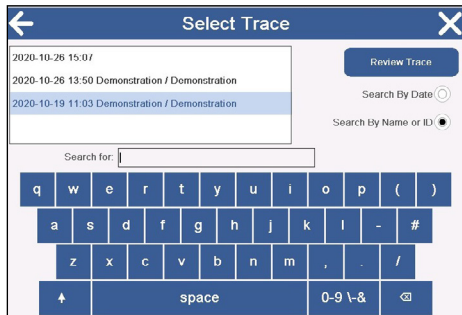 Select Trace
2020-10-26 15:07
2020-10-26 13:50 Demonstration / Demonstration
2020-10-19 11:03 Demonstration / Demonstration
Review Trace
Search By Date
Search By Name or ID
Search for:
q w e r t y u i o p ( )
a s d f g h j k l - #
z x c v b n m , . /
space 0-9 \-&